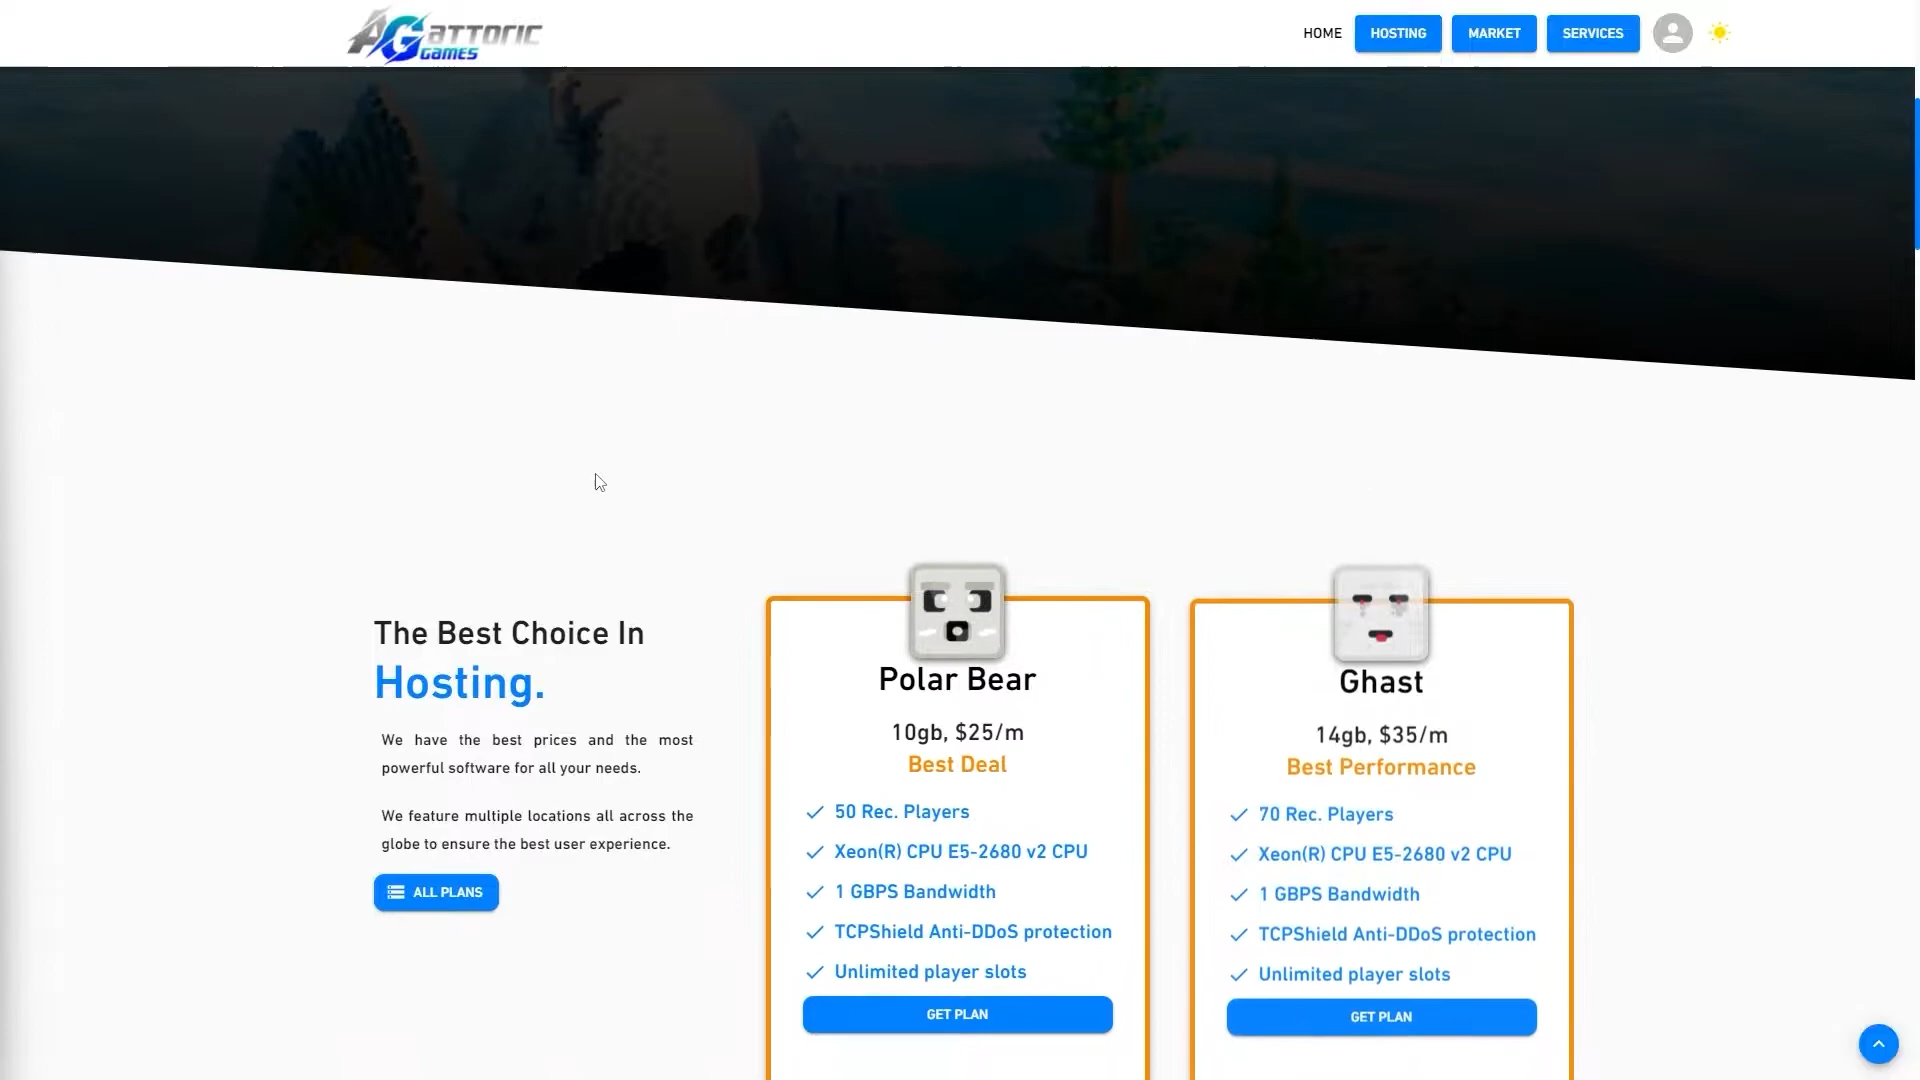 AGattoric
Games
HOME
HOSTING
MARKET
SERVICES
The Best Choice In
Hosting.
We have the best prices and the most
powerful software for all your needs.
We feature multiple locations all across the
globe to ensure the best user experience.
ALL PLANS
Polar Bear
10gb, $25/m
Best Deal
50 Rec. Players
Xeon(R) CPU E5-2680 v2 CPU
1 GBPS Bandwidth
TCPShield Anti-DDoS protection
Unlimited player slots
GET PLAN
Ghast
14gb, $35/m
Best Performance
70 Rec. Players
Xeon(R) CPU E5-2680 v2 CPU
1 GBPS Bandwidth
TCPShield Anti-DDoS protection
Unlimited player slots
GET PLAN